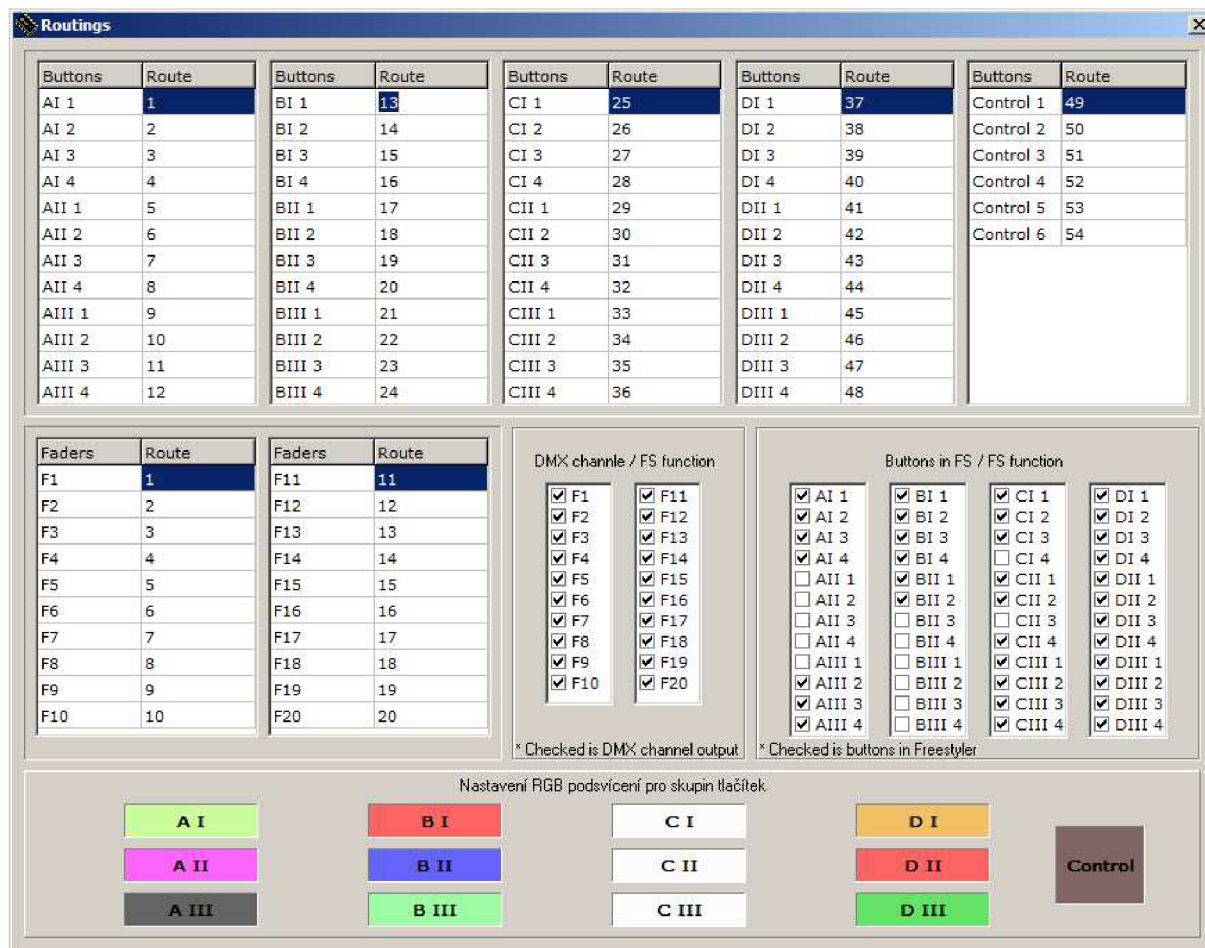 Routings
Buttons Route Buttons Route Buttons Route Buttons Route Buttons Route
AI 1 1 BI 1 13 CI 1 25 DI 1 37 Control 1 49
AI 2 2 BI 2 14 CI 2 26 DI 2 38 Control 2 50
AI 3 3 BI 3 15 CI 3 27 DI 3 39 Control 3 51
AI 4 4 BI 4 16 CI 4 28 DI 4 40 Control 4 52
AII 1 5 BII 1 17 CII 1 29 DII 1 41 Control 5 53
AII 2 6 BII 2 18 CII 2 30 DII 2 42 Control 6 54
AII 3 7 BII 3 19 CII 3 31 DII 3 43
AII 4 8 BII 4 20 CII 4 32 DII 4 44
AIII 1 9 BIII 1 21 CIII 1 33 DIII 1 45
AIII 2 10 BIII 2 22 CIII 2 34 DIII 2 46
AIII 3 11 BIII 3 23 CIII 3 35 DIII 3 47
AIII 4 12 BIII 4 24 CIII 4 36 DIII 4 48
Faders Route Faders Route
F1 1 F11 11
F2 2 F12 12
F3 3 F13 13
F4 4 F14 14
F5 5 F15 15
F6 6 F16 16
F7 7 F17 17
F8 8 F18 18
F9 9 F19 19
F10 10 F20 20
DMX channle / FS function
F1 F11
F2 F12
F3 F13
F4 F14
F5 F15
F6 F16
F7 F17
F8 F18
F9 F19
F10 F20
* Checked is DMX channel output
Buttons in FS / FS function
AI 1 BI 1 CI 1 DI 1
AI 2 BI 2 CI 2 DI 2
AI 3 BI 3 CI 3 DI 3
AI 4 BI 4 CI 4 DI 4
AII 1 BII 1 CII 1 DII 1
AII 2 BII 2 CII 2 DII 2
AII 3 BII 3 CII 3 DII 3
AII 4 BII 4 CII 4 DII 4
AIII 1 BIII 1 CIII 1 DIII 1
AIII 2 BIII 2 CIII 2 DIII 2
AIII 3 BIII 3 CIII 3 DIII 3
AIII 4 BIII 4 CIII 4 DIII 4
* Checked is buttons in Freestyler
Nastavení RGB podsvícení pro skupin tlačítek
A I B I C I D I
A II B II C II D II Control
A III B III C III D III